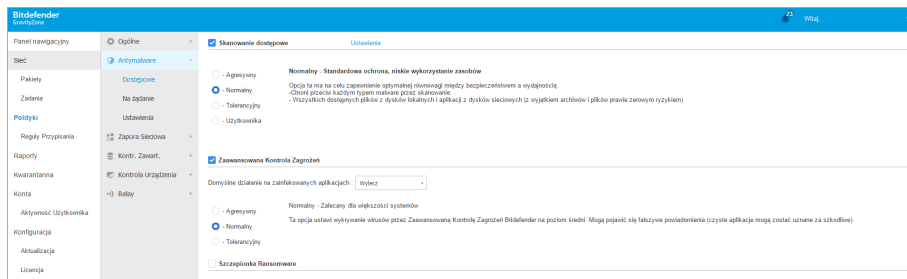 Bitdefender
GravityZone
23
Witaj,
Panel nawigacyjny
Sieć
Pakiety
Zadania
Polityki
Reguły Przypisania
Raporty
Kwarantanna
Konta
Aktywność Użytkownika
Konfiguracja
Aktualizacja
Licencja
Ogólne +
Antymalware -
Dostępowe
Na żądanie
Ustawienia
Zapora Sieciowa +
Kontr. Zawart. +
Kontrola Urządzenia +
Relay +
Skanowanie dostępowe Ustawienia
- Agresywny
- Normalny
- Tolerancyjny
- Użytkownika
Normalny - Standardowa ochrona, niskie wykorzystanie zasobów
Opcja ta ma na celu zapewnienie optymalnej równowagi między bezpieczeństwem a wydajnością.
-Chroni przeciw każdym typem malware przez skanowanie:
- Wszystkich dostępnych plików z dysków lokalnych i aplikacji z dysków sieciowych (z wyjątkiem archiwów i plików prawie zerowym ryzykiem)
Zaawansowana Kontrola Zagrożeń
Domyślne działanie na zainfekowanych aplikacjach : Wylecz
- Agresywny
- Normalny
- Tolerancyjny
Normalny - Zalecany dla większości systemów
Ta opcja ustawi wykrywanie wirusów przez Zaawansowaną Kontrolę Zagrożeń Bitdefender na poziom średni. Mogą pojawić się fałszywe powiadomienia (czyste aplikacje mogą zostać uznane za szkodliwe).
Szczepionka Ransomware